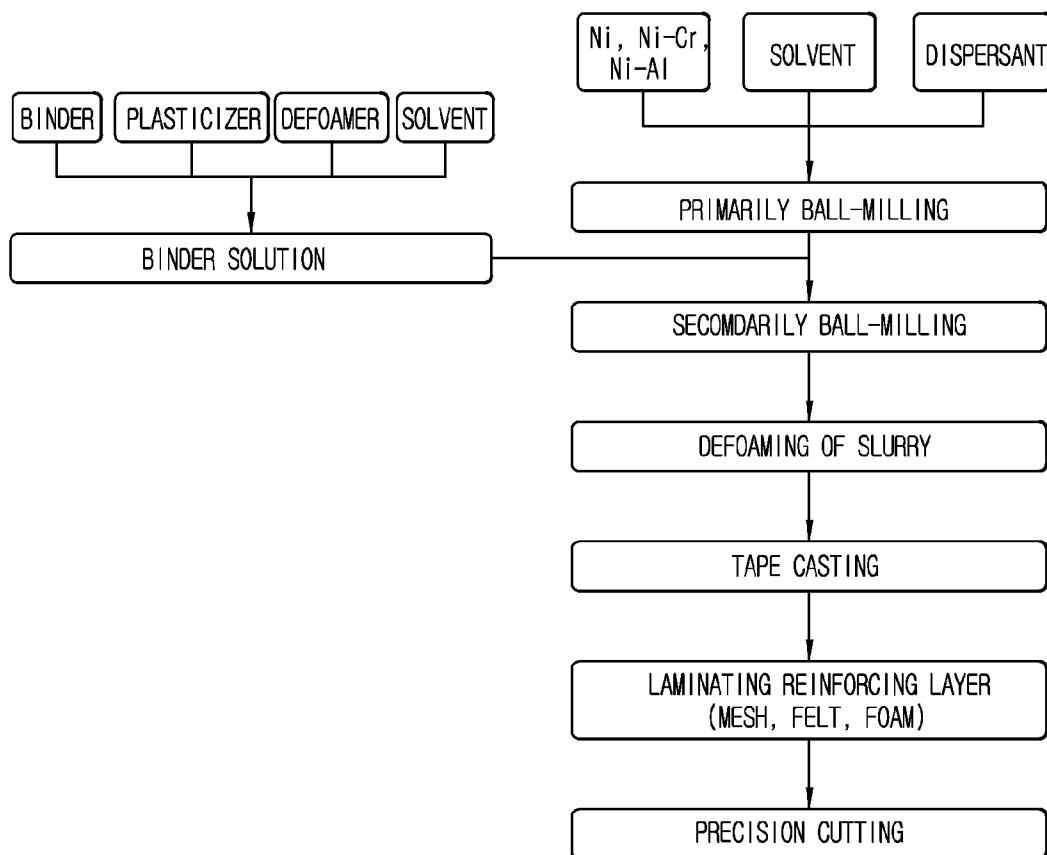 Ni, Ni-Cr,
Ni-Al
SOLVENT
DISPERSANT
BINDER
PLASTICIZER
DEFOAMER
SOLVENT
PRIMARILY BALL-MILLING
BINDER SOLUTION
SECOMDARILY BALL-MILLING
DEFOAMING OF SLURRY
TAPE CASTING
LAMINATING REINFORCING LAYER
(MESH, FELT, FOAM)
PRECISION CUTTING